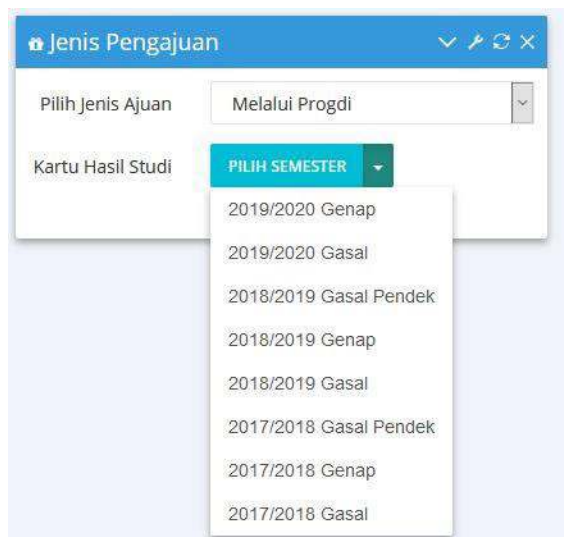 Jenis Pengajuan
Pilih Jenis Ajuan Melalui Progdi
Kartu Hasil Studi PILIH SEMESTER
2019/2020 Genap
2019/2020 Gasal
2018/2019 Gasal Pendek
2018/2019 Genap
2018/2019 Gasal
2017/2018 Gasal Pendek
2017/2018 Genap
2017/2018 Gasal